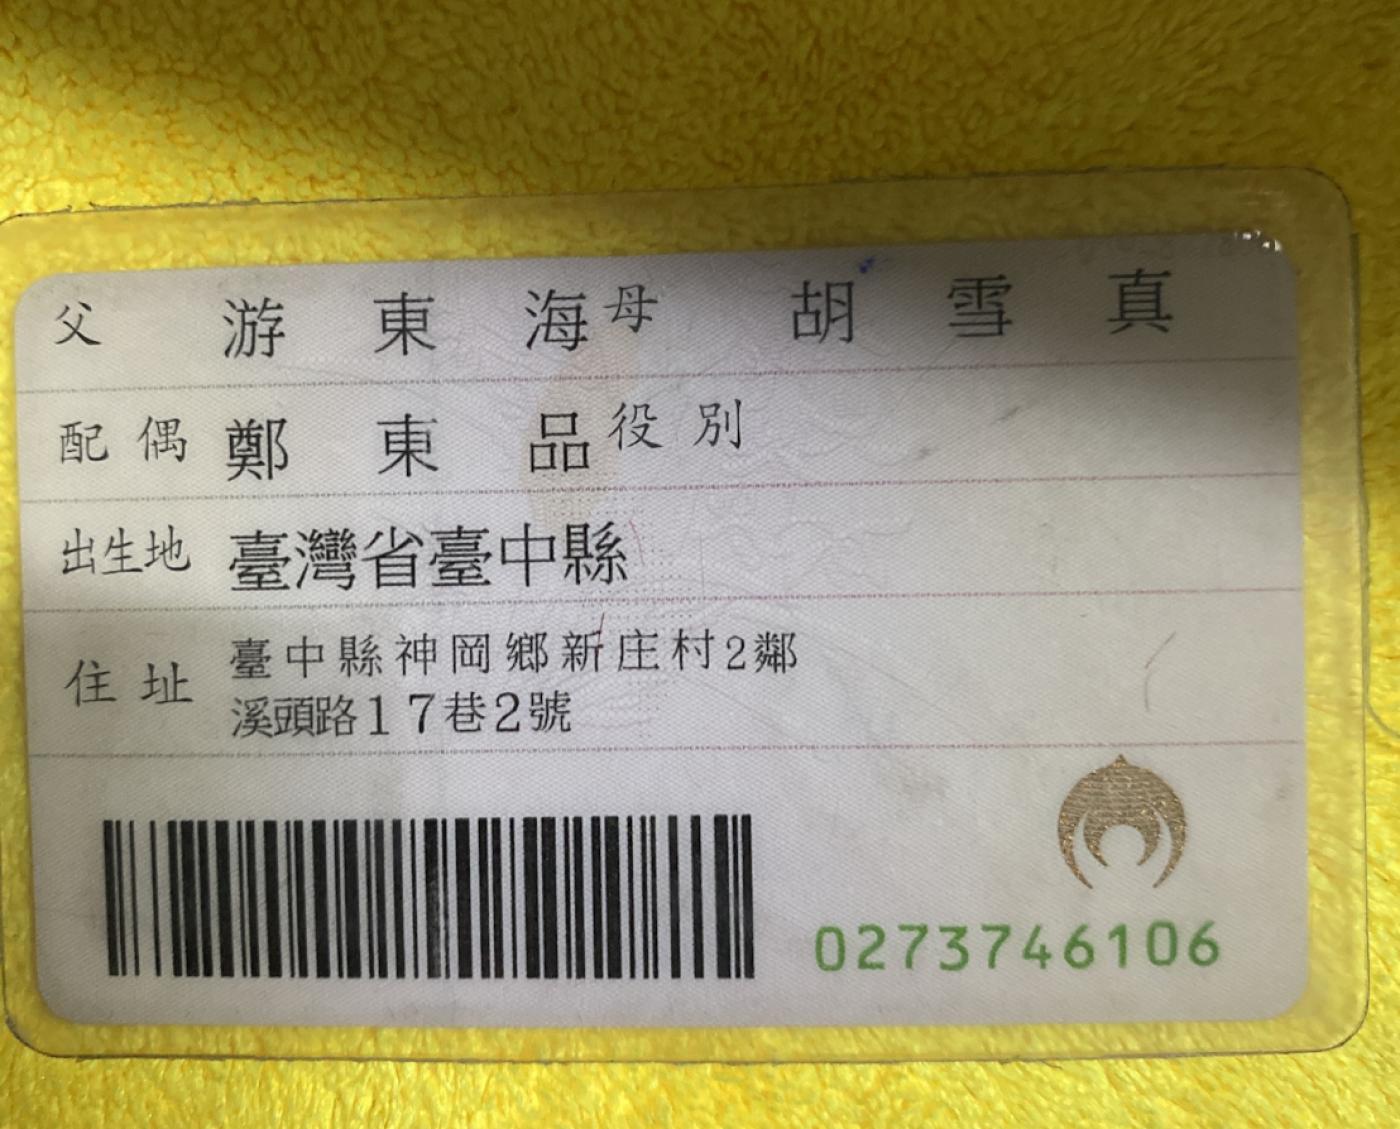 父 游東海 母 胡雪真
配偶 鄭東品 役別
出生地 臺灣省臺中縣
住址 臺中縣神岡鄉新庄村2鄰
溪頭路17巷2號
0273746106